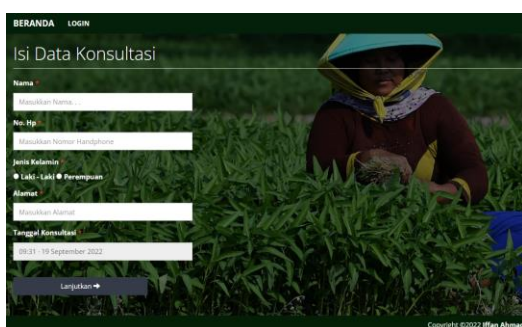 BERANDA LOGIN
Isi Data Konsultasi
Nama *
Masukkan Nama. . .
No. Hp *
Masukkan Nomor Handphone
Jenis Kelamin *
Laki - Laki Perempuan
Alamat *
Masukkan Alamat
Tanggal Konsultasi *
09:31 - 19 September 2022
Lanjutkan ➔
Copyright ©2022 Iffan Ahmad